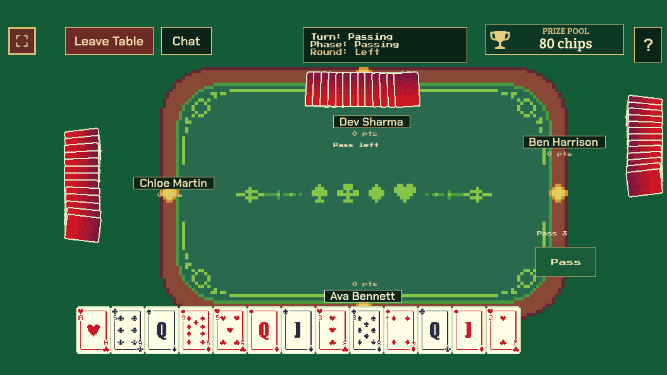 Leave Table
Chat
Turn: Passing
Phase: Passing
Round: Left
PRIZE POOL
80 chips
?
Dev Sharma
0 pts
Pass left
Ben Harrison
0 pts
Chloe Martin
Pass 3
Pass
0 pts
Ava Bennett
Q
Q
J
Q
J